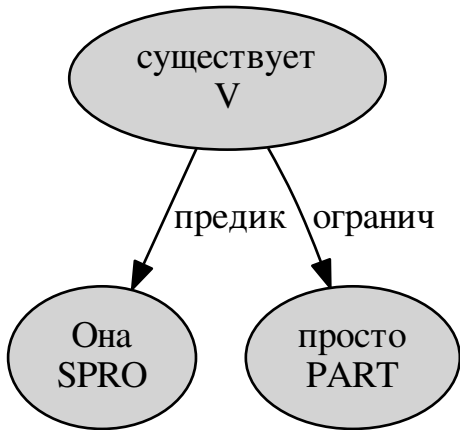 существует
V
предик
огранич
Она
SPRO
просто
PART